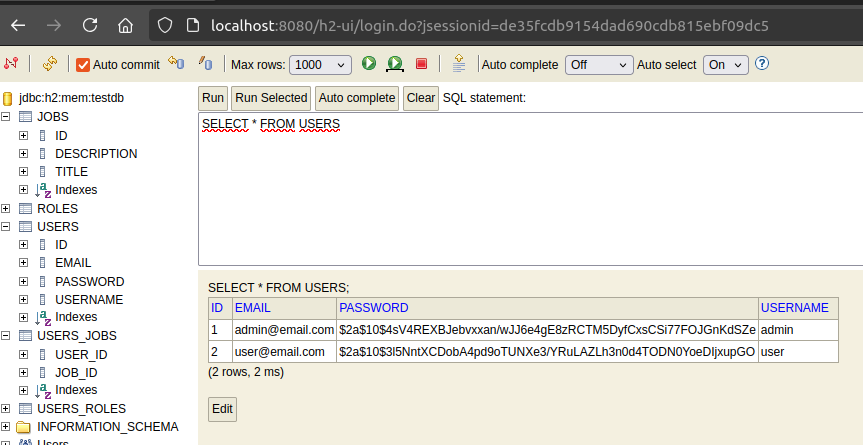 localhost:8080/h2-ui/login.do?jsessionid=de35fcdb9154dad690cdb815ebf09dc5
Auto commit Max rows: 1000 Auto complete Off Auto select On ?
jdbc:h2:mem:testdb
JOBS
ID
DESCRIPTION
TITLE
Indexes
ROLES
USERS
ID
EMAIL
PASSWORD
USERNAME
Indexes
USERS_JOBS
USER_ID
JOB_ID
Indexes
USERS_ROLES
INFORMATION_SCHEMA
Users
Run Run Selected Auto complete Clear SQL statement:
SELECT * FROM USERS
SELECT * FROM USERS;
ID EMAIL PASSWORD USERNAME
1 admin@email.com $2a$10$4sV4REXBJebvxxan/wJJ6e4gE8zRCTM5DyfCxsCSi77FOJGnKdSZe admin
2 user@email.com $2a$10$3l5NntXCDobA4pd9oTUNXe3/YRuLAZLh3n0d4TODN0YoeDIjxupGO user
(2 rows, 2 ms)
Edit